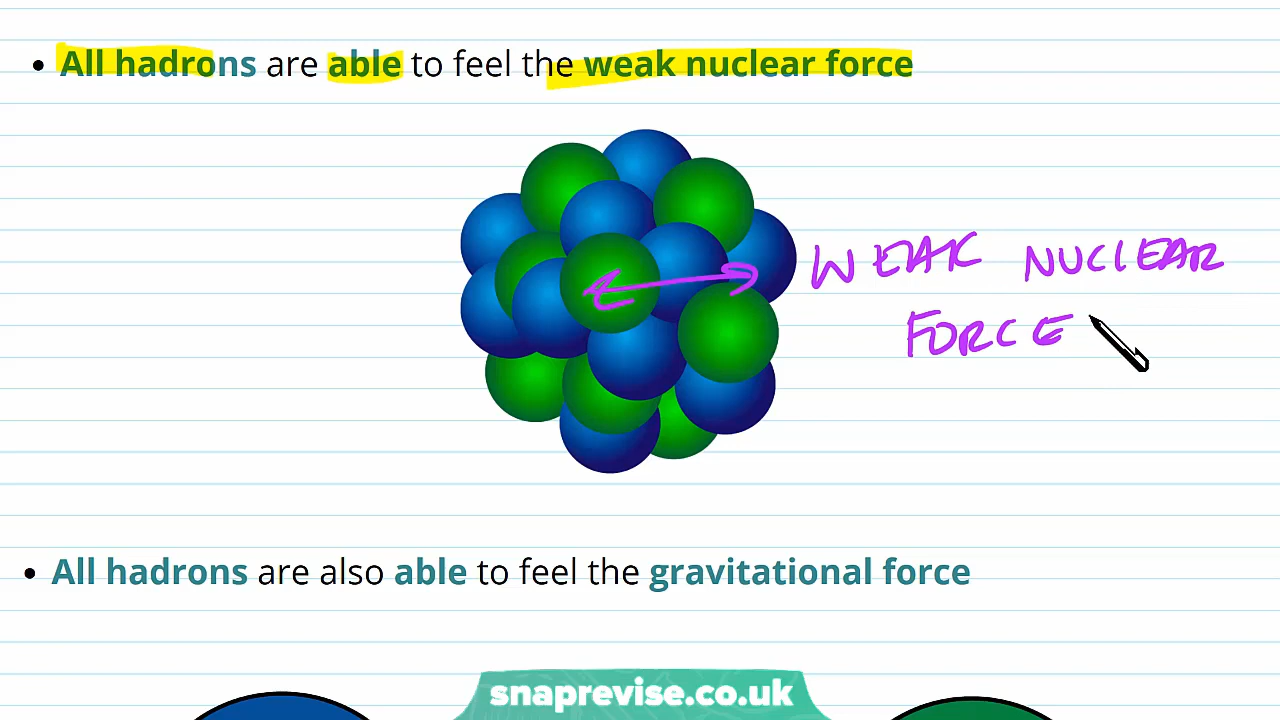 • All hadrons are able to feel the weak nuclear force
WEAK NUCLEAR
FORCE
• All hadrons are also able to feel the gravitational force
snaprevise.co.uk